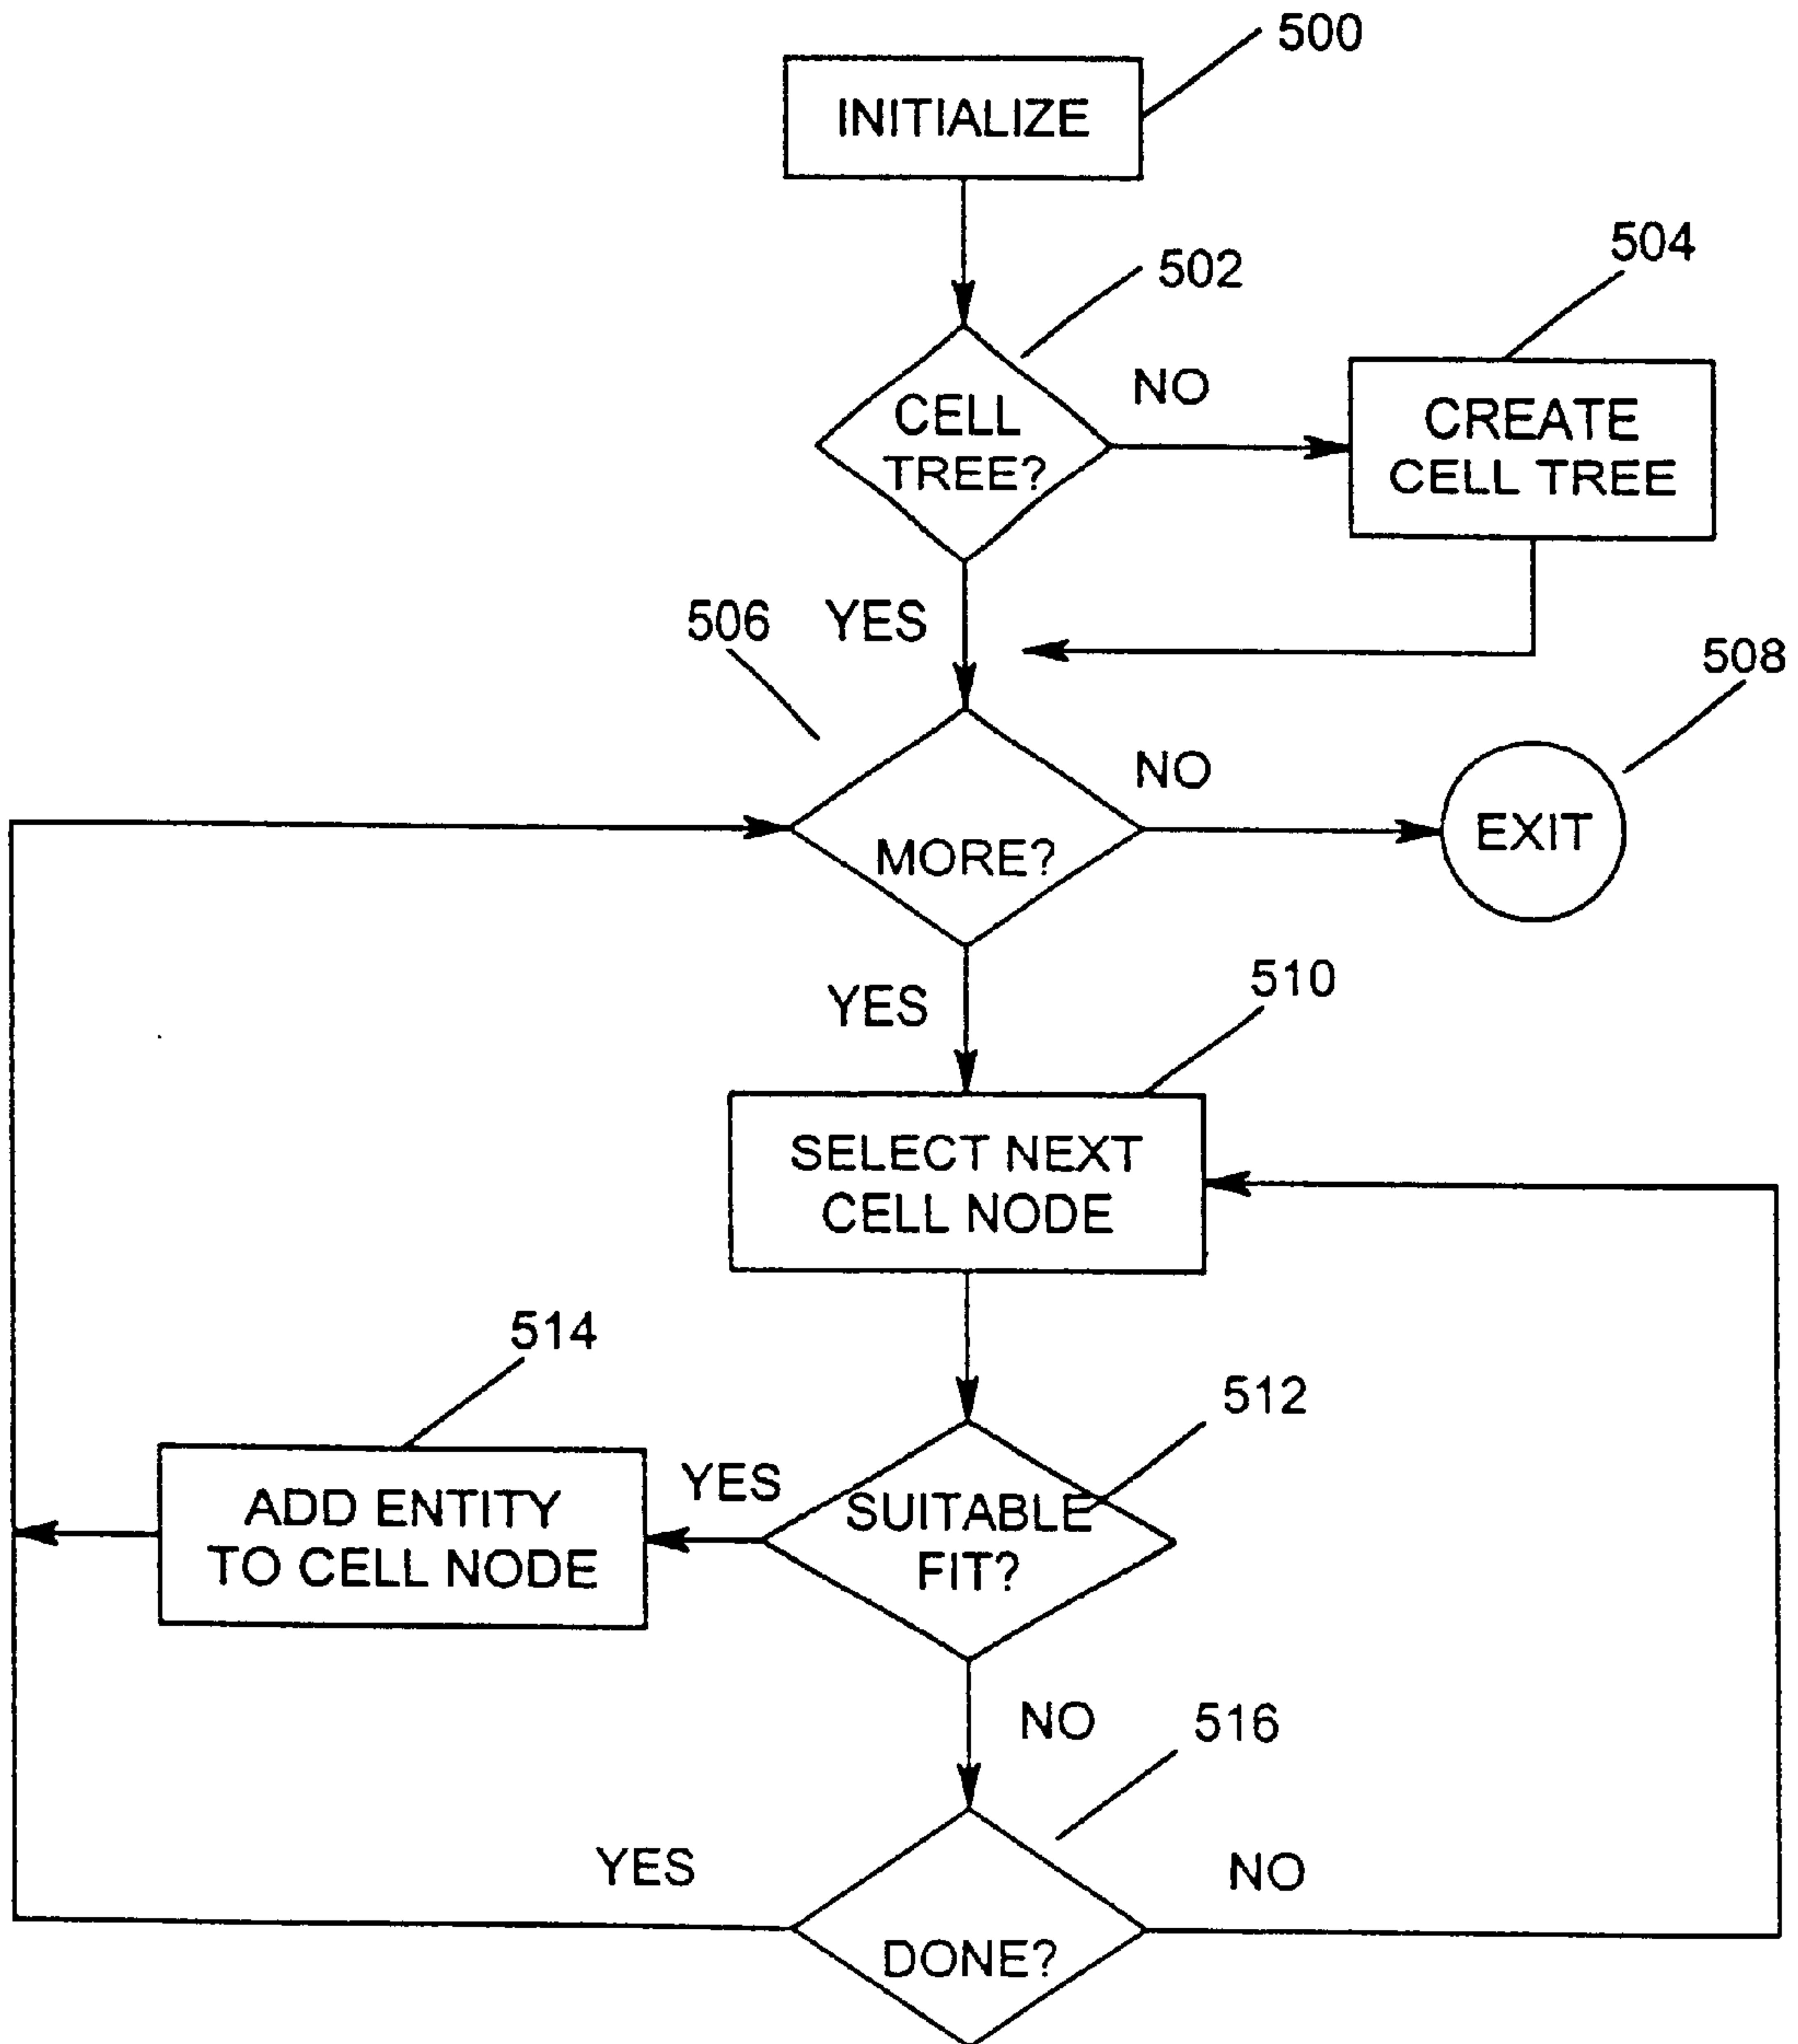 500
INITIALIZE
502
504
NO
CELL
TREE?
CREATE
CELL TREE
506
YES
508
NO
MORE?
EXIT
YES
510
SELECT NEXT
CELL NODE
514
512
YES
SUITABLE
FIT?
ADD ENTITY
TO CELL NODE
NO
516
YES
NO
DONE?